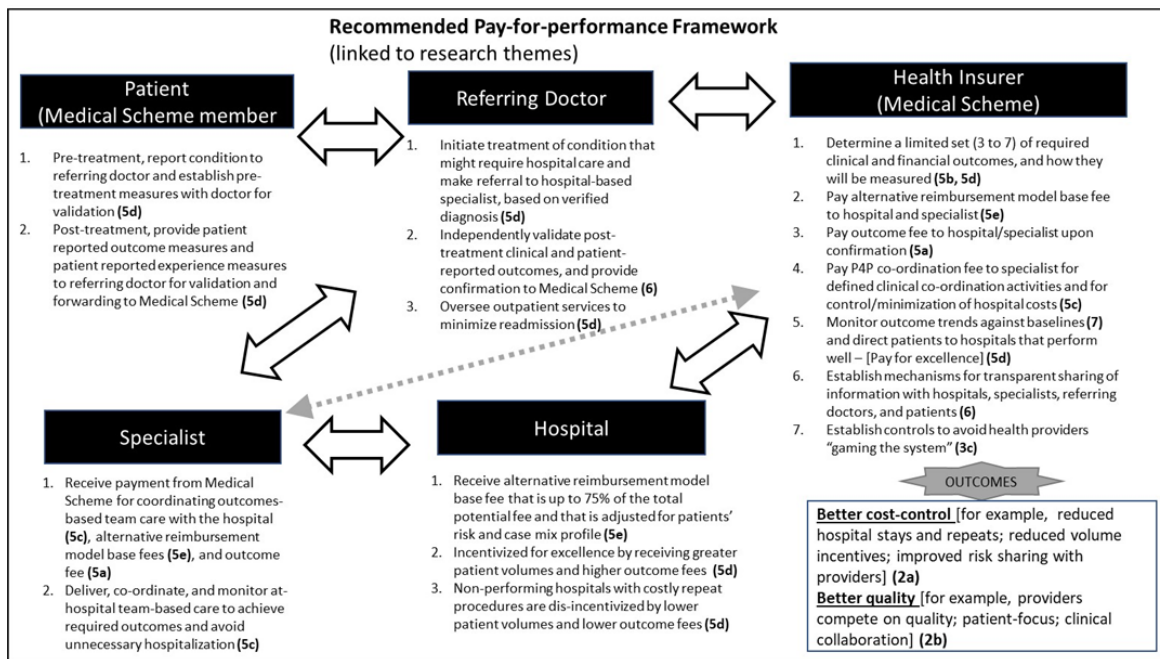 Recommended Pay-for-performance Framework
(linked to research themes)
Patient
(Medical Scheme member
1. Pre-treatment, report condition to
referring doctor and establish pre-
treatment measures with doctor for
validation (5d)
2. Post-treatment, provide patient
reported outcome measures and
patient reported experience measures
to referring doctor for validation and
forwarding to Medical Scheme (5d)
Referring Doctor
1. Initiate treatment of condition that
might require hospital care and
make referral to hospital-based
specialist, based on verified
diagnosis (5d)
2. Independently validate post-
treatment clinical and patient-
reported outcomes, and provide
confirmation to Medical Scheme (6)
3. Oversee outpatient services to
minimize readmission (5d)
Health Insurer
(Medical Scheme)
1. Determine a limited set (3 to 7) of required
clinical and financial outcomes, and how they
will be measured (5b, 5d)
2. Pay alternative reimbursement model base fee
to hospital and specialist (5e)
3. Pay outcome fee to hospital/specialist upon
confirmation (5a)
4. Pay P4P co-ordination fee to specialist for
defined clinical co-ordination activities and for
control/minimization of hospital costs (5c)
5. Monitor outcome trends against baselines (7)
and direct patients to hospitals that perform
well – [Pay for excellence] (5d)
6. Establish mechanisms for transparent sharing of
information with hospitals, specialists, referring
doctors, and patients (6)
7. Establish controls to avoid health providers
“gaming the system” (3c)
Specialist
1. Receive payment from Medical
Scheme for coordinating outcomes-
based team care with the hospital
(5c), alternative reimbursement
model base fees (5e), and outcome
fee (5a)
2. Deliver, co-ordinate, and monitor at-
hospital team-based care to achieve
required outcomes and avoid
unnecessary hospitalization (5c)
Hospital
1. Receive alternative reimbursement model
base fee that is up to 75% of the total
potential fee and that is adjusted for patients’
risk and case mix profile (5e)
2. Incentivized for excellence by receiving greater
patient volumes and higher outcome fees (5d)
3. Non-performing hospitals with costly repeat
procedures are dis-incentivized by lower
patient volumes and lower outcome fees (5d)
OUTCOMES
Better cost-control [for example, reduced
hospital stays and repeats; reduced volume
incentives; improved risk sharing with
providers] (2a)
Better quality [for example, providers
compete on quality; patient-focus; clinical
collaboration] (2b)